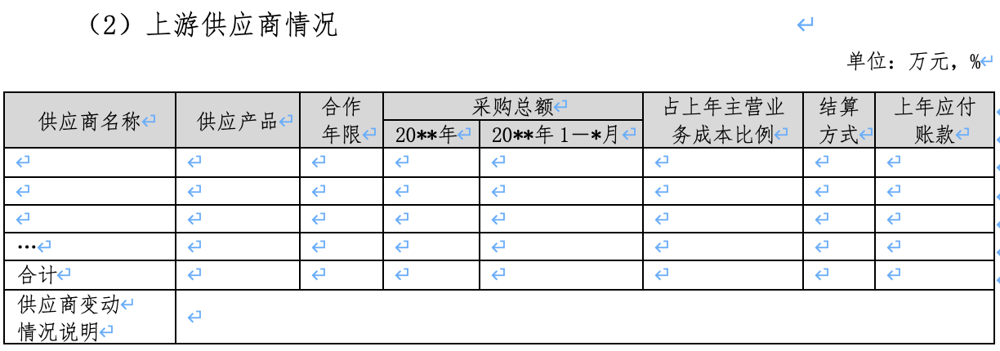 （2）上游供应商情况
单位：万元，%
供应商名称 供应产品 合作年限 采购总额 占上年主营业务成本比例 结算方式 上年应付账款
20**年 20**年1－*月
…
合计
供应商变动
情况说明